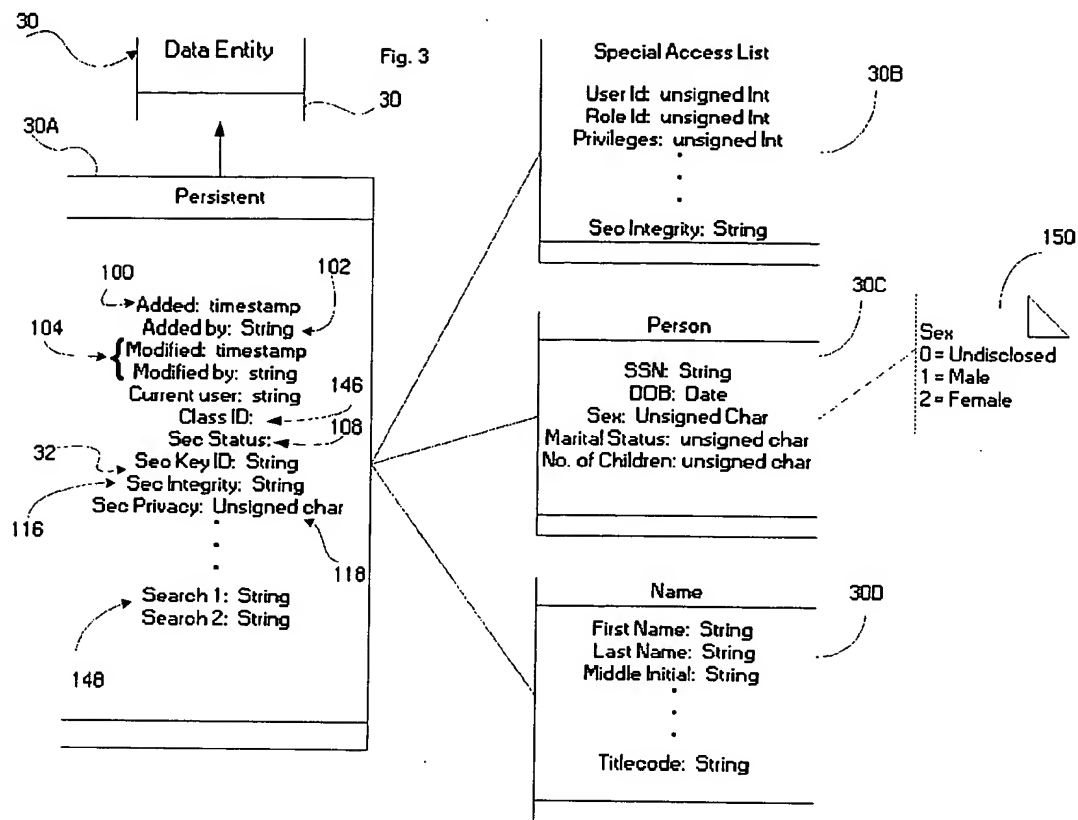 30
Data Entity
Fig. 3
30
30A
Persistent
100
102
Added: timestamp
Added by: String
104
{ Modified: timestamp
Modified by: string
Current user: string
146
Class ID:
108
Sec Status:
32
Sec Key ID: String
Sec Integrity: String
116
Sec Privacy: Unsigned char
118
Search 1: String
Search 2: String
148
Special Access List
30B
User Id: unsigned Int
Role Id: unsigned Int
Privileges: unsigned Int
Sec Integrity: String
30C
Person
SSN: String
DOB: Date
Sex: Unsigned Char
Marital Status: unsigned char
No. of Children: unsigned char
150
Sex
0 = Undisclosed
1 = Male
2 = Female
Name
30D
First Name: String
Last Name: String
Middle Initial: String
Titlecode: String